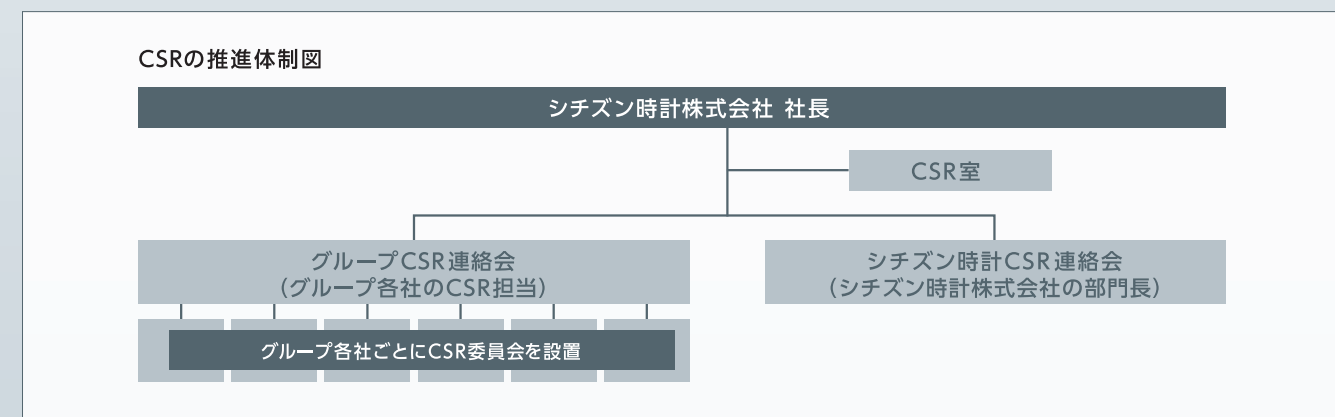 CSRの推進体制図
シチズン時計株式会社 社長
CSR室
グループCSR連絡会
(グループ各社のCSR担当)
シチズン時計CSR連絡会
(シチズン時計株式会社の部門長)
グループ各社ごとにCSR委員会を設置